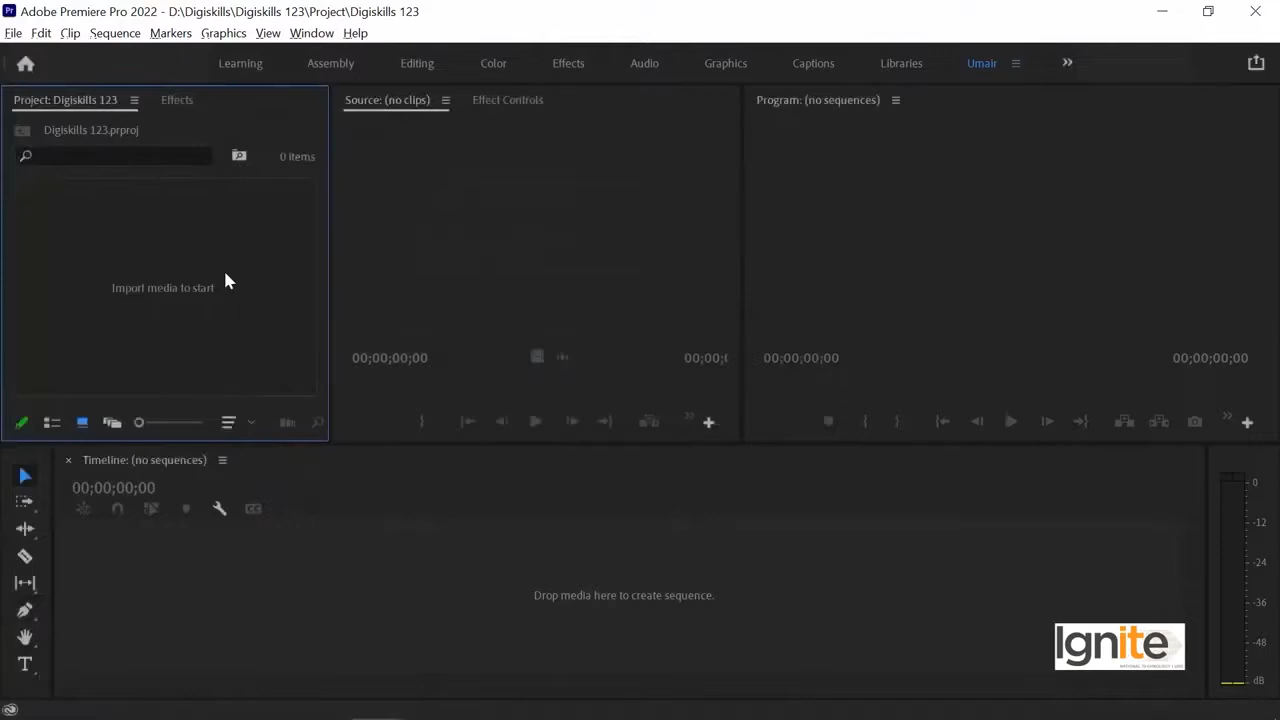 Adobe Premiere Pro 2022 - D:\Digiskills\Digiskills 123\Project\Digiskills 123
File Edit Clip Sequence Markers Graphics View Window Help
Learning Assembly Editing Color Effects Audio Graphics Captions Libraries Umair
Project: Digiskills 123 Effects
Source: (no clips) Effect Controls
Program: (no sequences)
Digiskills 123.prproj
0 Items
Import media to start
00;00;00;00
00;00;0
00;00;00;00
00;00;00;00
Timeline: (no sequences)
00;00;00;00
CC
Drop media here to create sequence.
T
0
-12
-24
-36
-48
dB
Ignite